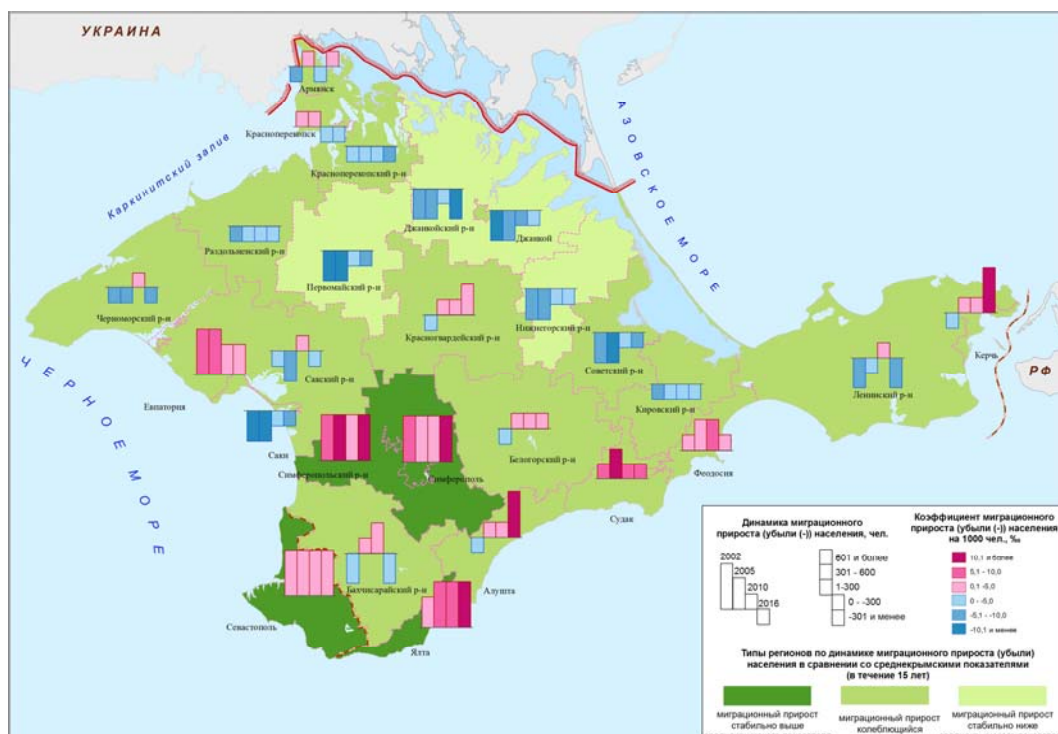 УКРАИНА
Армянск
Красноперекопск
Красноперекопский р-н
Каркинитский залив
АЗОВСКОЕ МОРЕ
Джанкойский р-н
Джанкой
Раздольненский р-н
Первомайский р-н
Черноморский р-н
Красногвардейский р-н
Нижнегорский р-н
Советский р-н
Сакский р-н
Керчь
РФ
Ленинский р-н
Кировский р-н
ЧЕРНОЕ МОРЕ
Евпатория
Саки
Симферопольский р-н
Симферополь
Белогорский р-н
Феодосия
Судак
Бахчисарайский р-н
Алушта
Севастополь
Ялта
Динамика миграционного
прироста (убыли (-)) населения, чел.
2002
2005
2010
2016
601 и более
301 - 600
1-300
0 - -300
-301 и менее
Коэффициент миграционного
прироста (убыли (-)) населения
на 1000 чел., ‰
10,1 и более
5,1 - 10,0
0,1 -5,0
0 - -5,0
-5,1 - -10,0
-10,1 и менее
Типы регионов по динамике миграционного прироста (убыли)
населения в сравнении со среднекрымскими показателями
(в течение 15 лет)
миграционный прирост
стабильно выше
миграционный прирост
колеблющийся
миграционный прирост
стабильно ниже